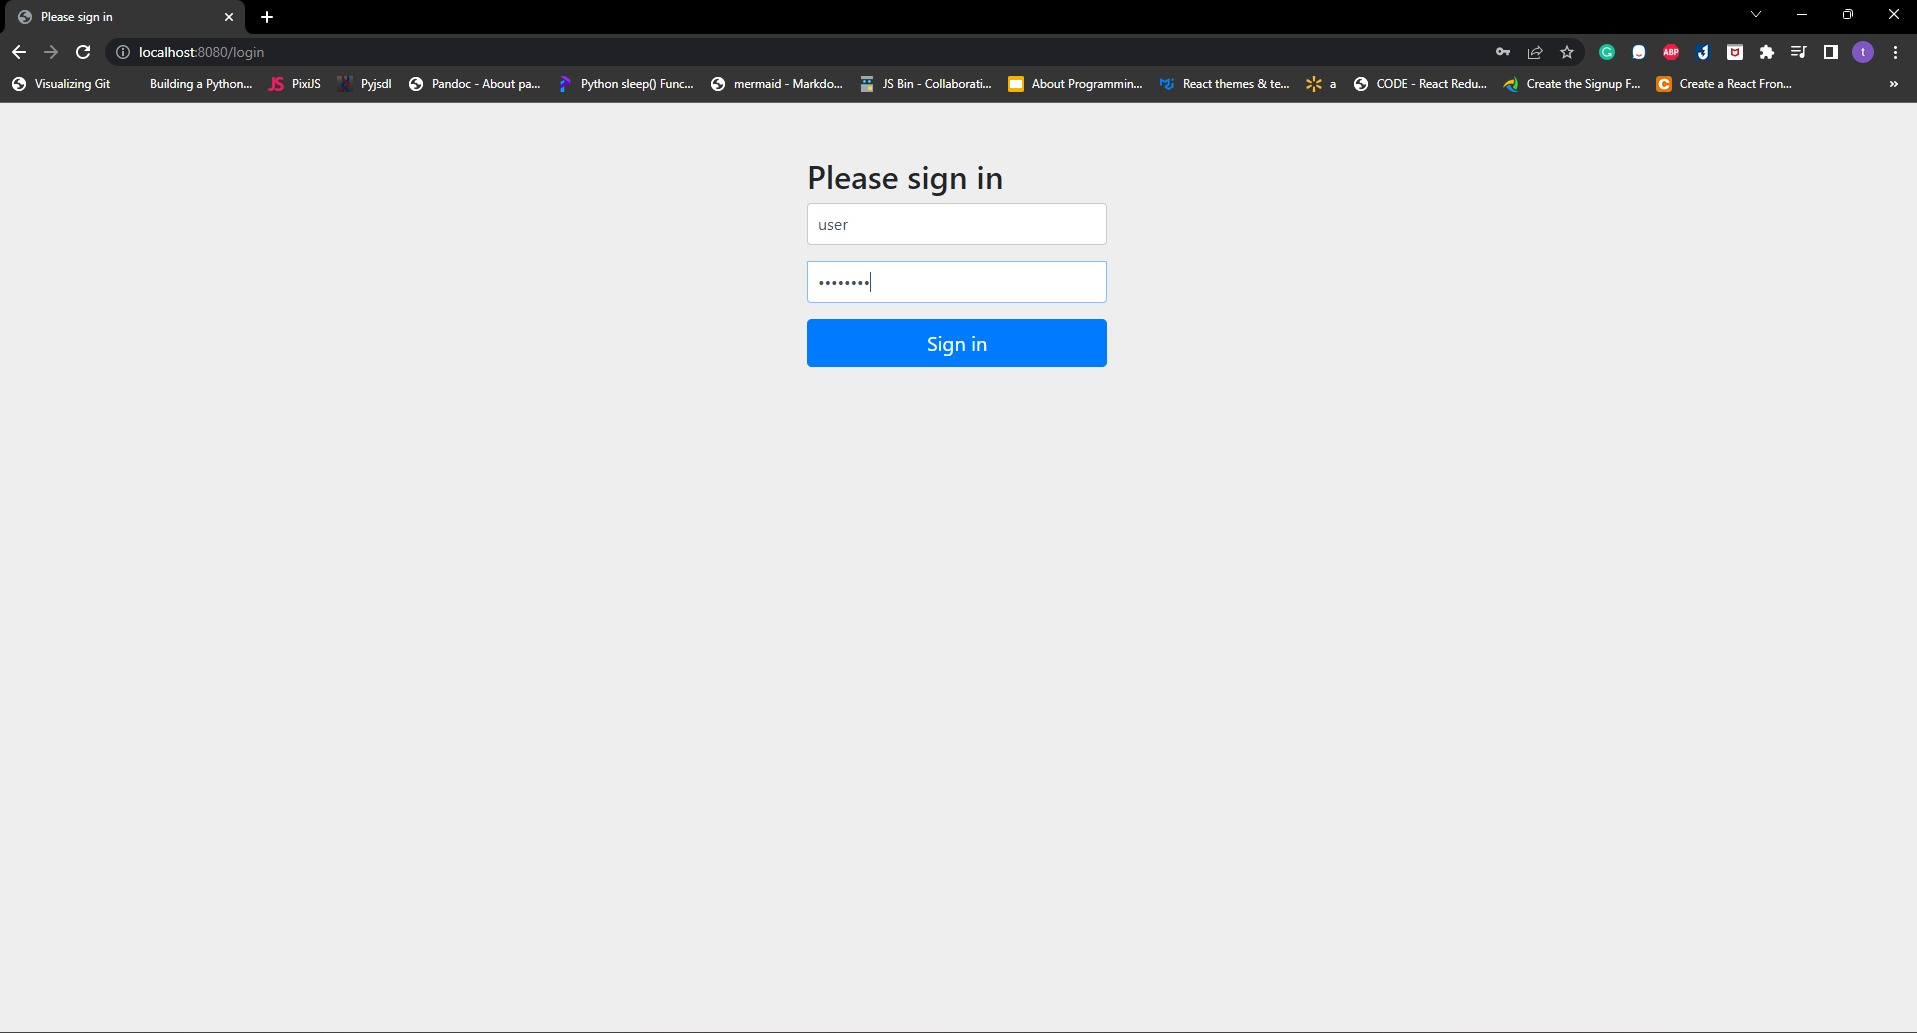 Please sign in
localhost:8080/login
ABP
t
Visualizing Git
Building a Python...
JS PixiJS
Pyjsdl
Pandoc - About pa...
Python sleep() Func...
mermaid - Markdo...
JS Bin - Collaborati...
About Programmin...
React themes & te...
a
CODE - React Redu...
Create the Signup F...
C Create a React Fron...
»
Please sign in
user
••••••••
Sign in